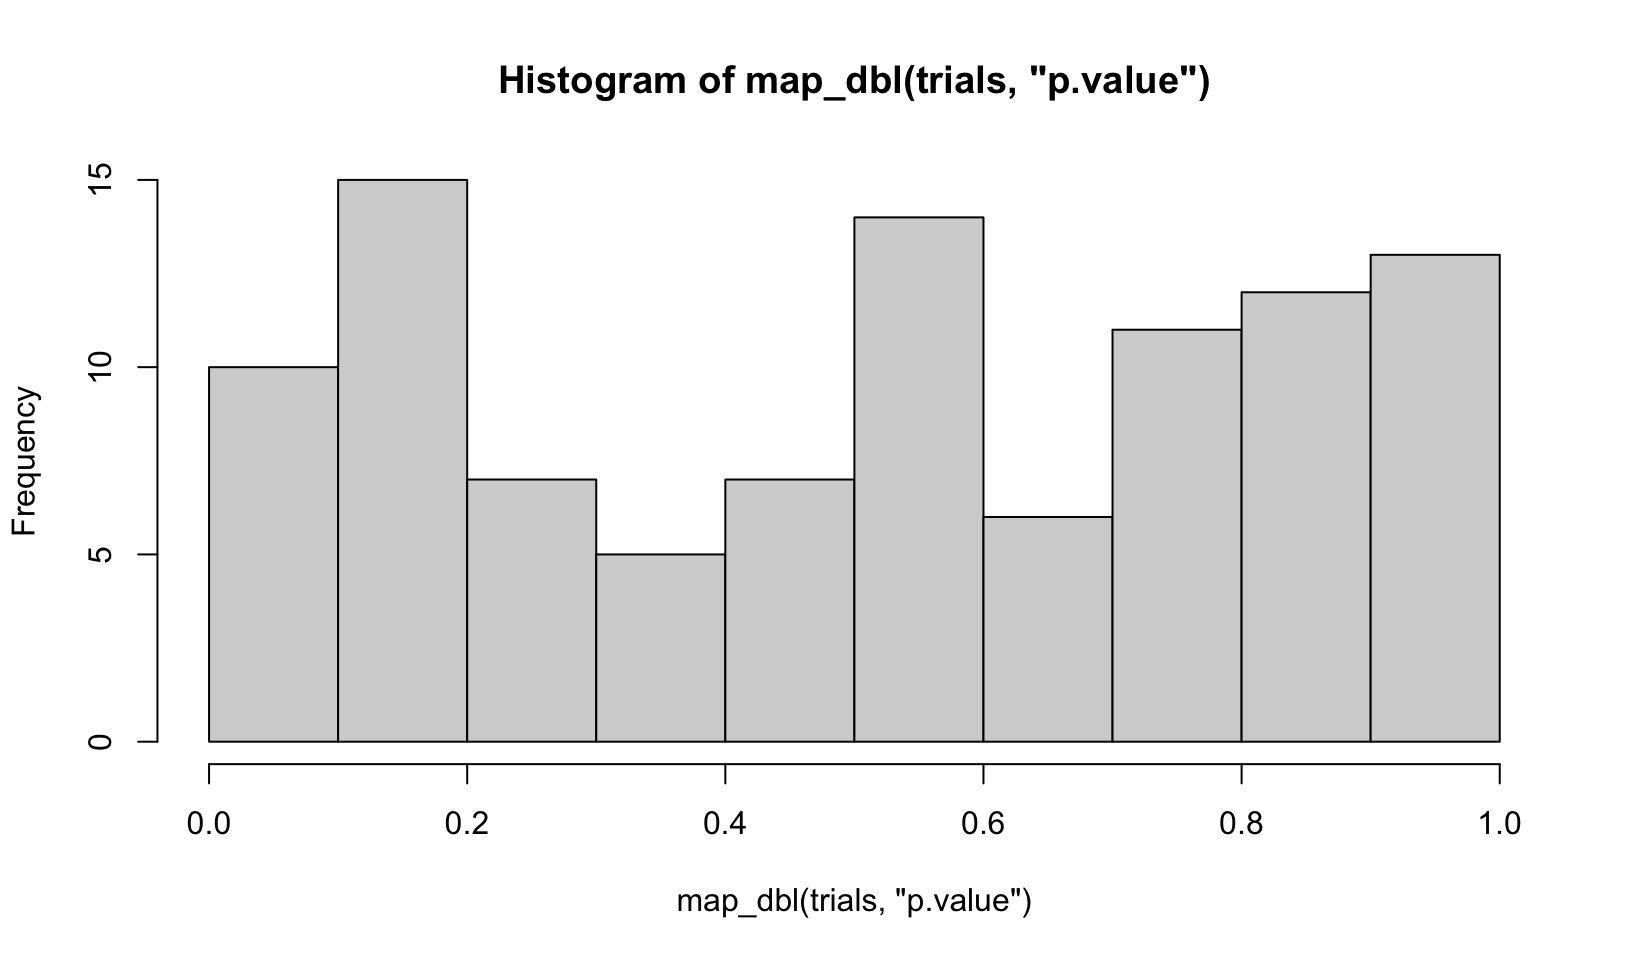 Histogram of map_dbl(trials, "p.value")
Frequency
15
10
5
0
0.0 0.2 0.4 0.6 0.8 1.0
map_dbl(trials, "p.value")